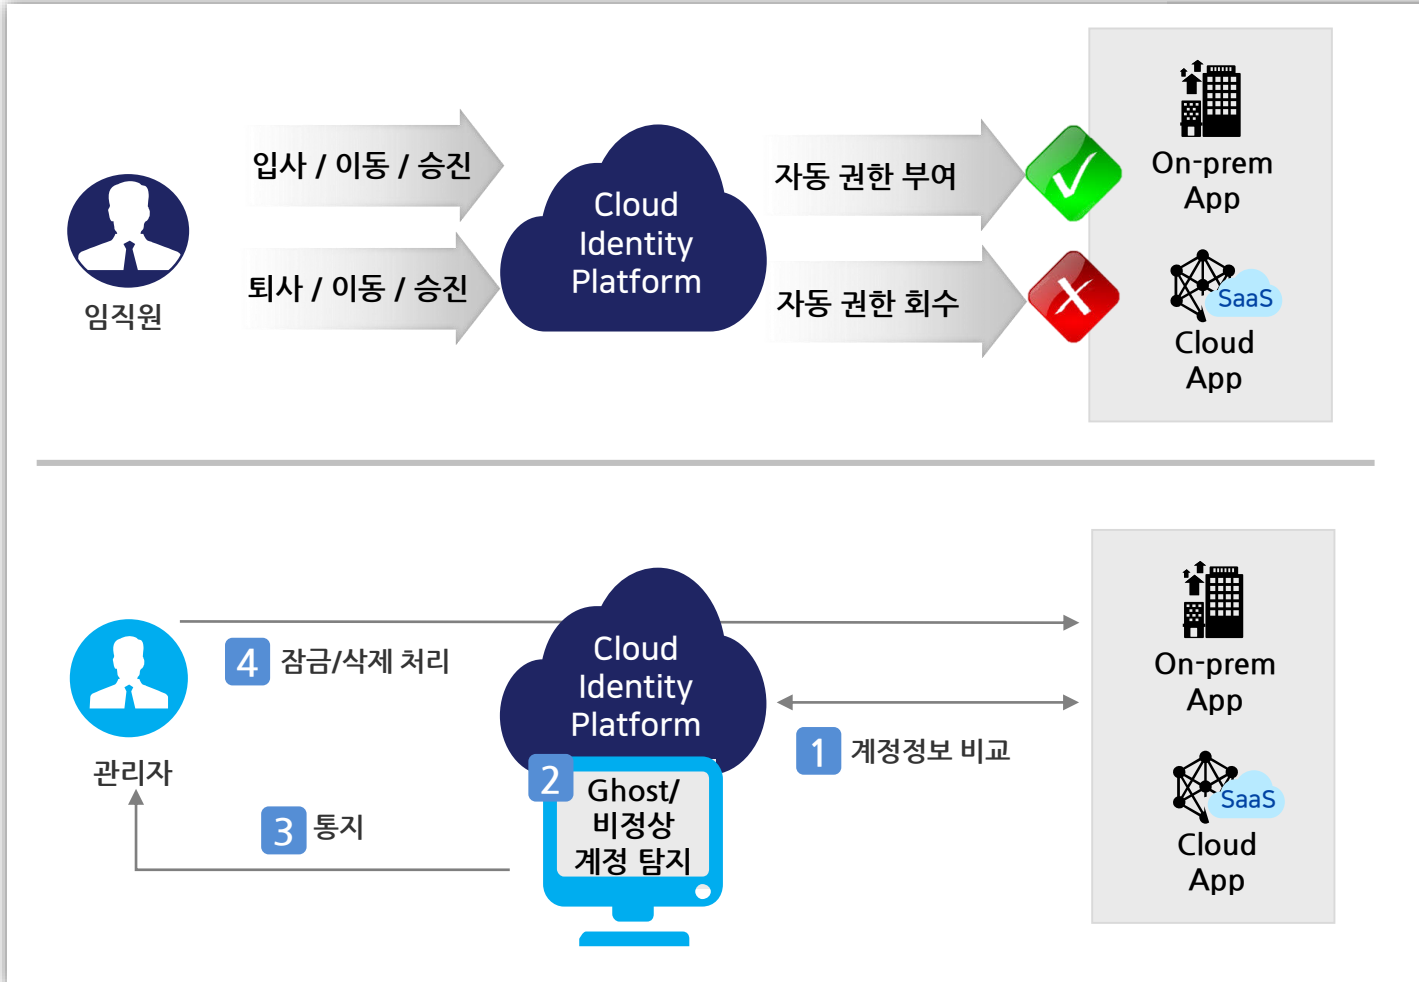 입사 / 이동 / 승진
퇴사 / 이동 / 승진
임직원
Cloud
Identity
Platform
자동 권한 부여
자동 권한 회수
On-prem
App
SaaS
Cloud
App
4 잠금/삭제 처리
관리자
3 통지
Cloud
Identity
Platform
2
Ghost/
비정상
계정 탐지
1 계정정보 비교
On-prem
App
SaaS
Cloud
App